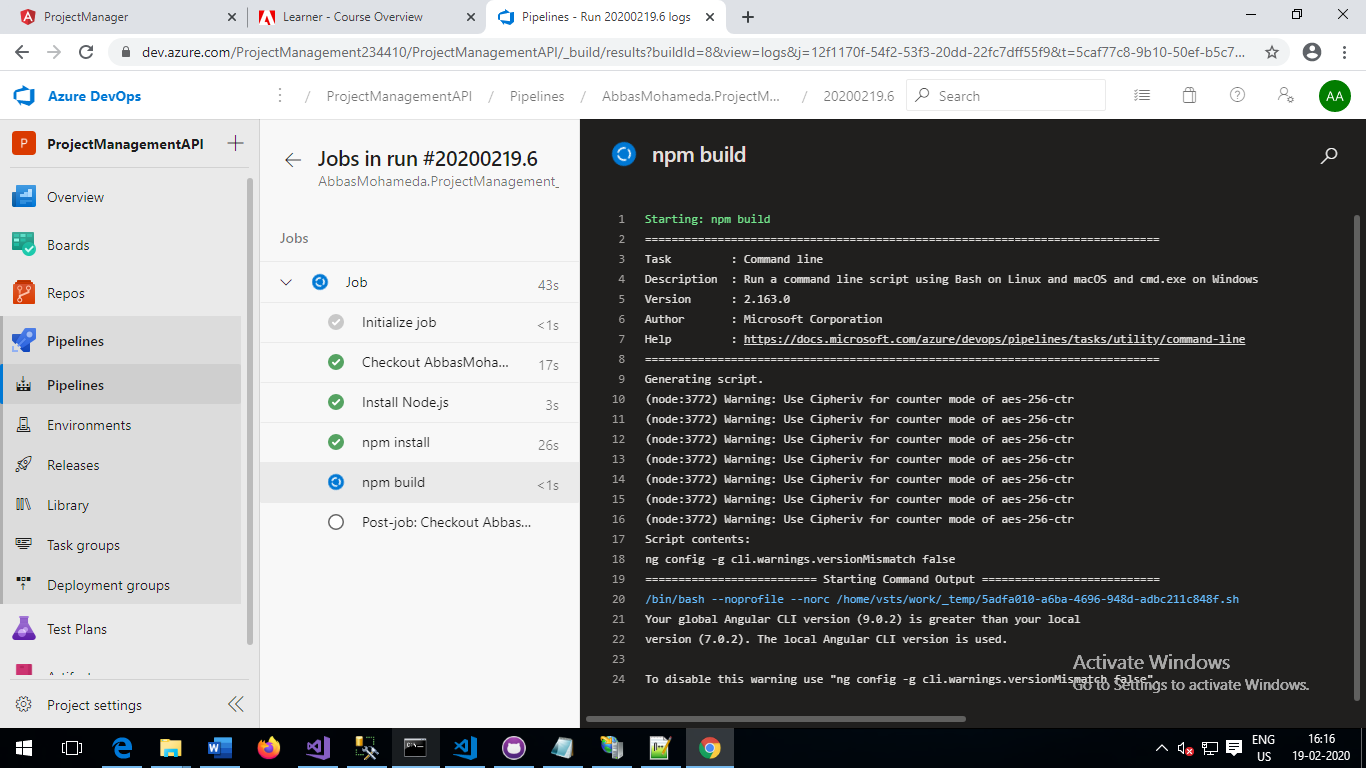 ProjectManager
Learner - Course Overview
Pipelines - Run 20200219.6 logs
dev.azure.com/ProjectManagement234410/ProjectManagementAPI/_build/results?buildId=8&view=logs&j=12f1170f-54f2-53f3-20dd-22fc7dff55f9&t=5caf77c8-9b10-50ef-b5c7...
Azure DevOps
/ ProjectManagementAPI / Pipelines / AbbasMohameda.ProjectM... / 20200219.6
Search
AA
P ProjectManagementAPI
Overview
Boards
Repos
Pipelines
Pipelines
Environments
Releases
Library
Task groups
Deployment groups
Test Plans
Project settings
Jobs in run #20200219.6
AbbasMohameda.ProjectManagement_
Jobs
Job 43s
Initialize job <1s
Checkout AbbasMoha... 17s
Install Node.js 3s
npm install 26s
npm build <1s
Post-job: Checkout Abbas...
npm build
1 Starting: npm build
2 ==============================================================================
3 Task : Command line
4 Description : Run a command line script using Bash on Linux and macOS and cmd.exe on Windows
5 Version : 2.163.0
6 Author : Microsoft Corporation
7 Help : https://docs.microsoft.com/azure/devops/pipelines/tasks/utility/command-line
8 ==============================================================================
9 Generating script.
10 (node:3772) Warning: Use Cipheriv for counter mode of aes-256-ctr
11 (node:3772) Warning: Use Cipheriv for counter mode of aes-256-ctr
12 (node:3772) Warning: Use Cipheriv for counter mode of aes-256-ctr
13 (node:3772) Warning: Use Cipheriv for counter mode of aes-256-ctr
14 (node:3772) Warning: Use Cipheriv for counter mode of aes-256-ctr
15 (node:3772) Warning: Use Cipheriv for counter mode of aes-256-ctr
16 (node:3772) Warning: Use Cipheriv for counter mode of aes-256-ctr
17 Script contents:
18 ng config -g cli.warnings.versionMismatch false
19 ========================== Starting Command Output ===========================
20 /bin/bash --noprofile --norc /home/vsts/work/_temp/5adfa010-a6ba-4696-948d-adbc211c848f.sh
21 Your global Angular CLI version (9.0.2) is greater than your local
22 version (7.0.2). The local Angular CLI version is used.
23
24 To disable this warning use "ng config -g cli.warnings.versionMismatch false".
Activate Windows
Go to Settings to activate Windows.
ENG
US
16:16
19-02-2020